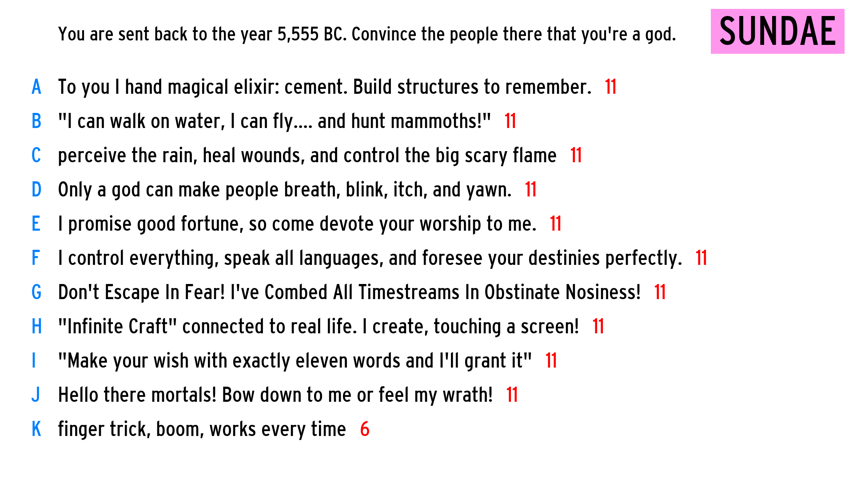 You are sent back to the year 5,555 BC. Convince the people there that you're a god.
SUNDAE
A To you I hand magical elixir: cement. Build structures to remember. 11
B "I can walk on water, I can fly.... and hunt mammoths!" 11
C perceive the rain, heal wounds, and control the big scary flame 11
D Only a god can make people breath, blink, itch, and yawn. 11
E I promise good fortune, so come devote your worship to me. 11
F I control everything, speak all languages, and foresee your destinies perfectly. 11
G Don't Escape In Fear! I've Combed All Timestreams In Obstinate Nosiness! 11
H "Infinite Craft" connected to real life. I create, touching a screen! 11
I "Make your wish with exactly eleven words and I'll grant it" 11
J Hello there mortals! Bow down to me or feel my wrath! 11
K finger trick, boom, works every time 6